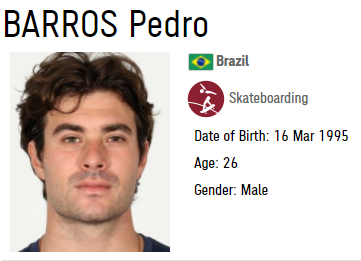 BARROS Pedro
Brazil
Skateboarding
Date of Birth: 16 Mar 1995
Age: 26
Gender: Male